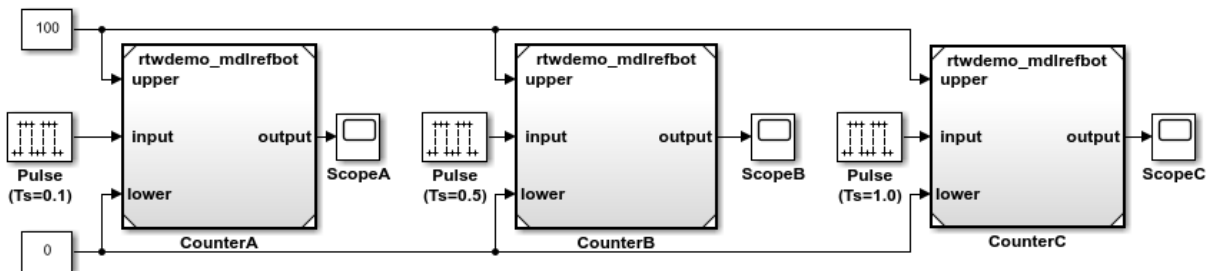 100
rtwdemo_mdlrefbot
upper
input
output
lower
CounterA
Pulse
(Ts=0.1)
ScopeA
rtwdemo_mdlrefbot
upper
input
output
lower
CounterB
Pulse
(Ts=0.5)
ScopeB
rtwdemo_mdlrefbot
upper
input
output
lower
CounterC
Pulse
(Ts=1.0)
ScopeC
0